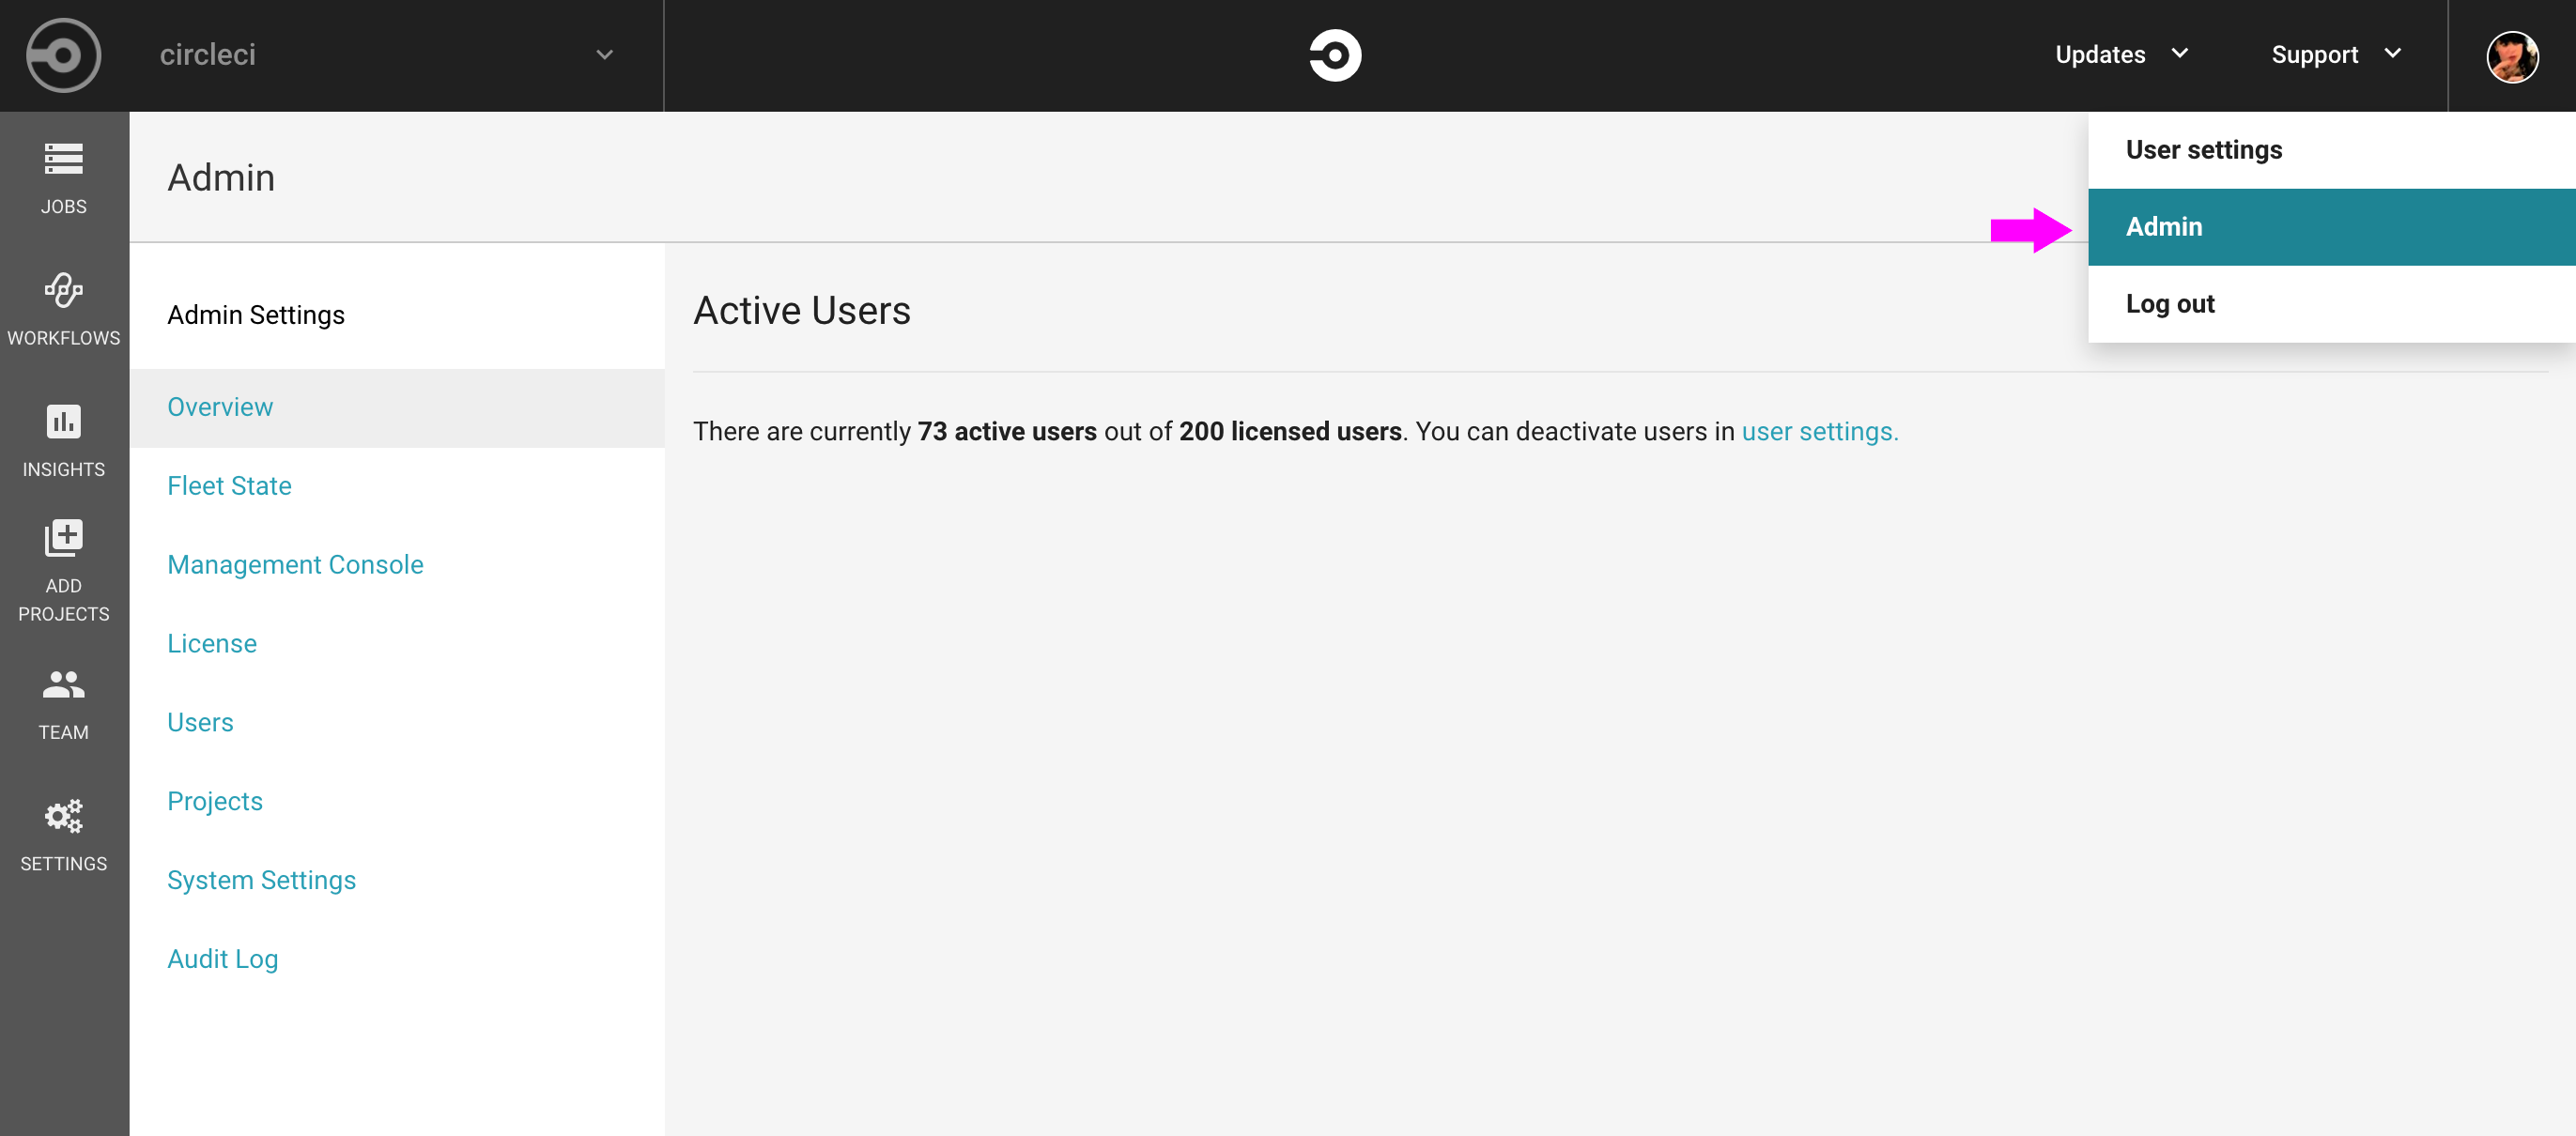 circleci
Updates
Support
JOBS
WORKFLOWS
INSIGHTS
ADD
PROJECTS
TEAM
SETTINGS
Admin
User settings
Admin
Log out
Admin Settings
Overview
Fleet State
Management Console
License
Users
Projects
System Settings
Audit Log
Active Users
There are currently 73 active users out of 200 licensed users. You can deactivate users in user settings.